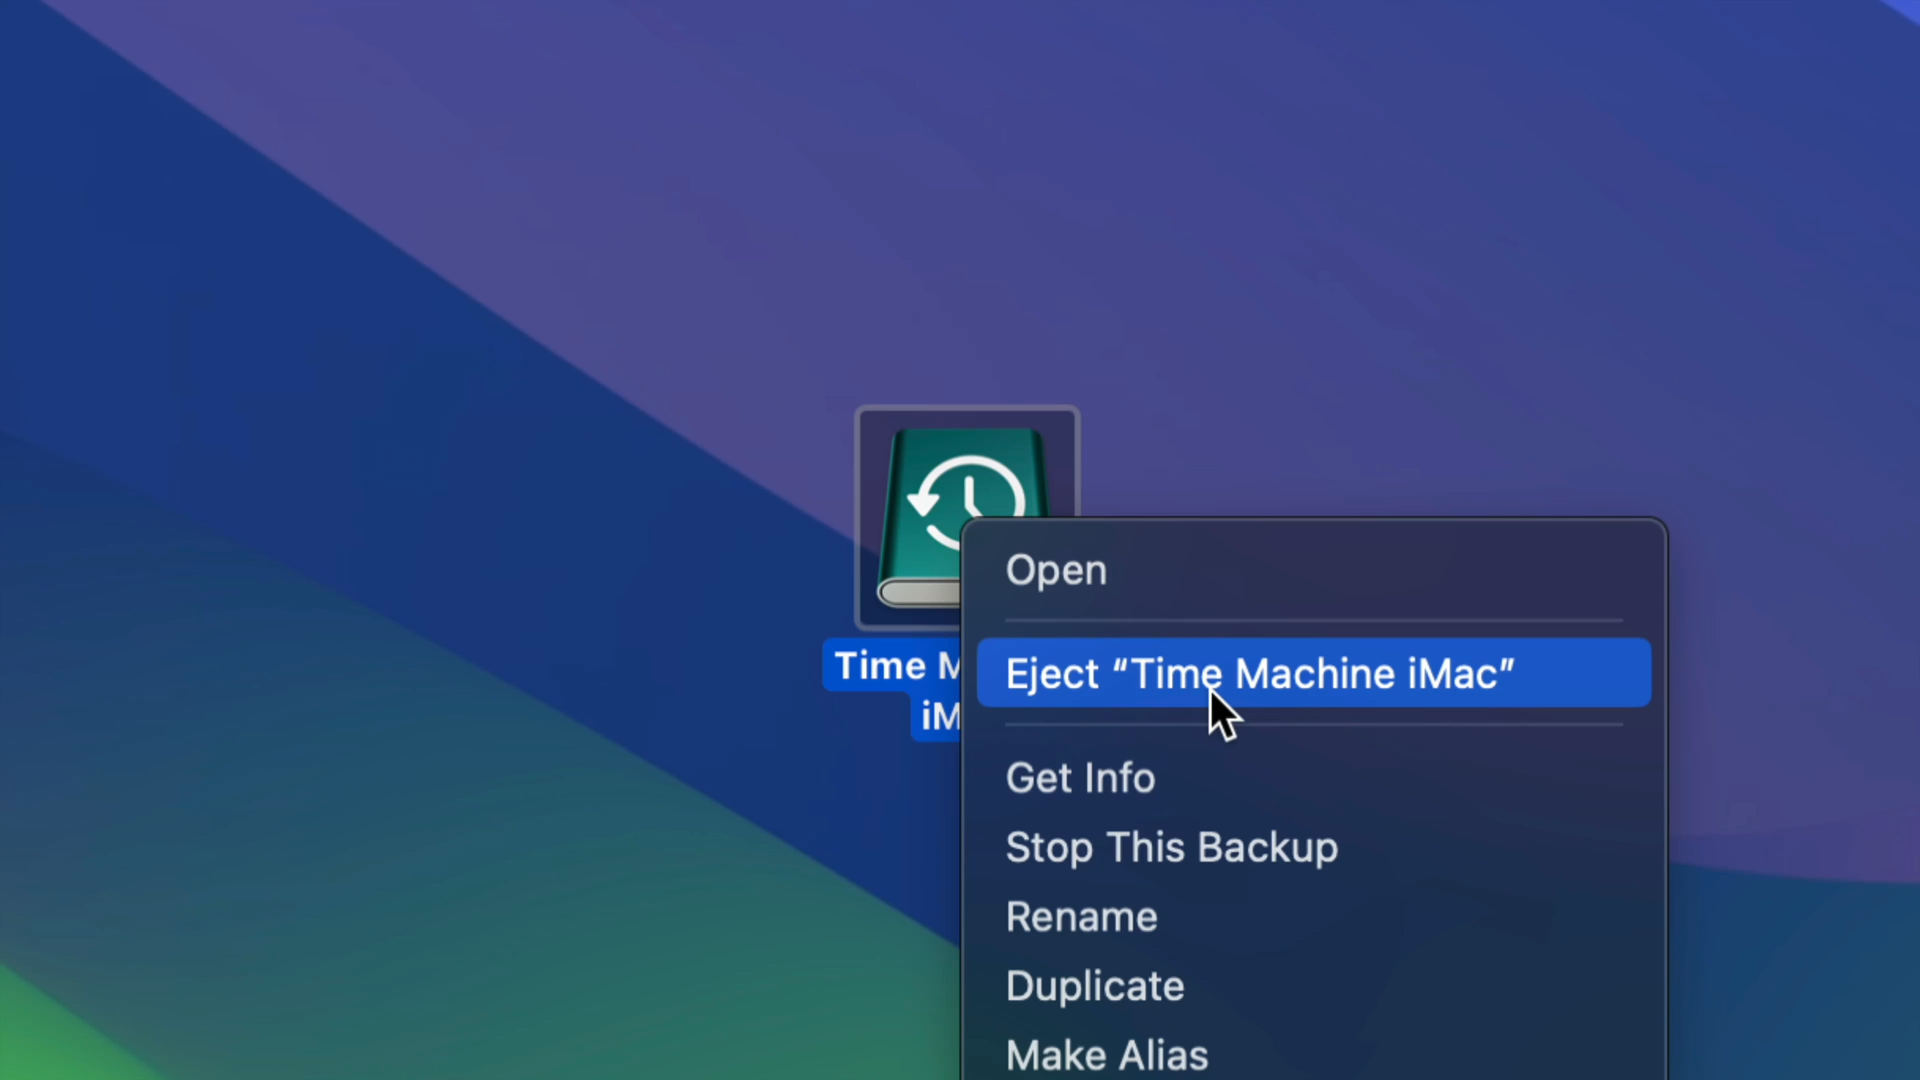 Time M
iM
Open
Eject “Time Machine iMac”
Get Info
Stop This Backup
Rename
Duplicate
Make Alias